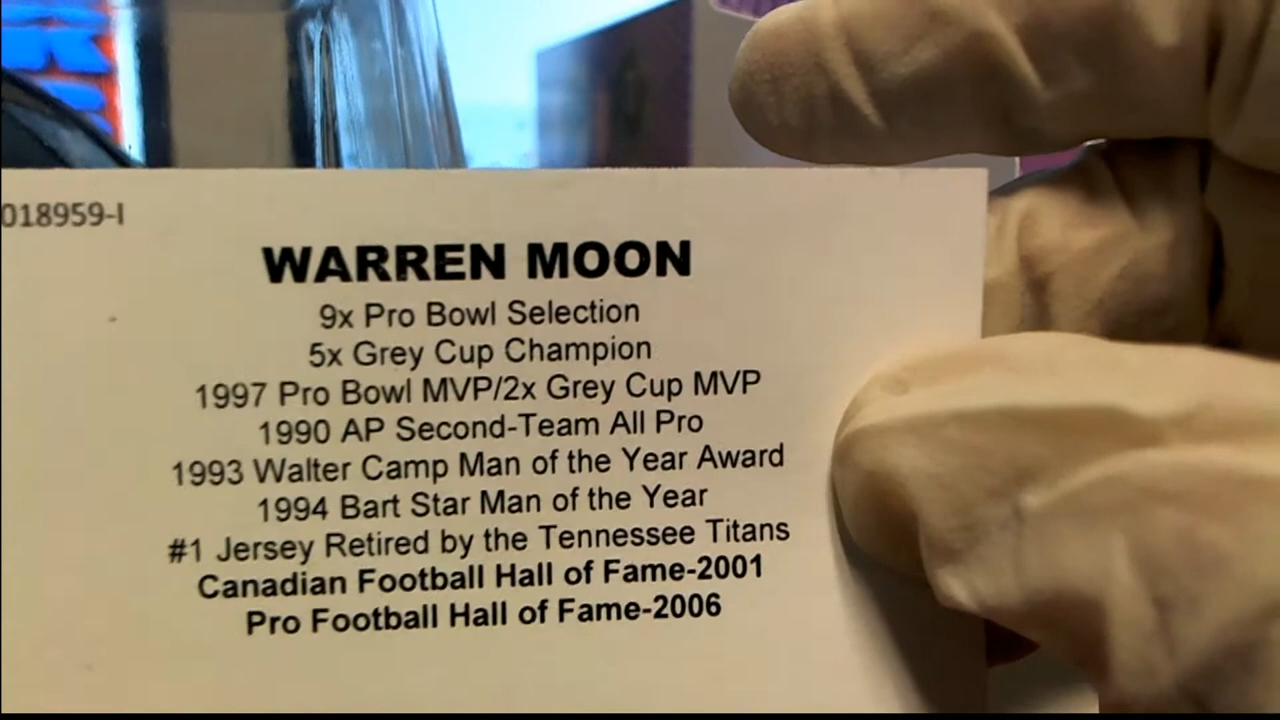 018959-I
WARREN MOON
9x Pro Bowl Selection
5x Grey Cup Champion
1997 Pro Bowl MVP/2x Grey Cup MVP
1990 AP Second-Team All Pro
1993 Walter Camp Man of the Year Award
1994 Bart Star Man of the Year
#1 Jersey Retired by the Tennessee Titans
Canadian Football Hall of Fame-2001
Pro Football Hall of Fame-2006